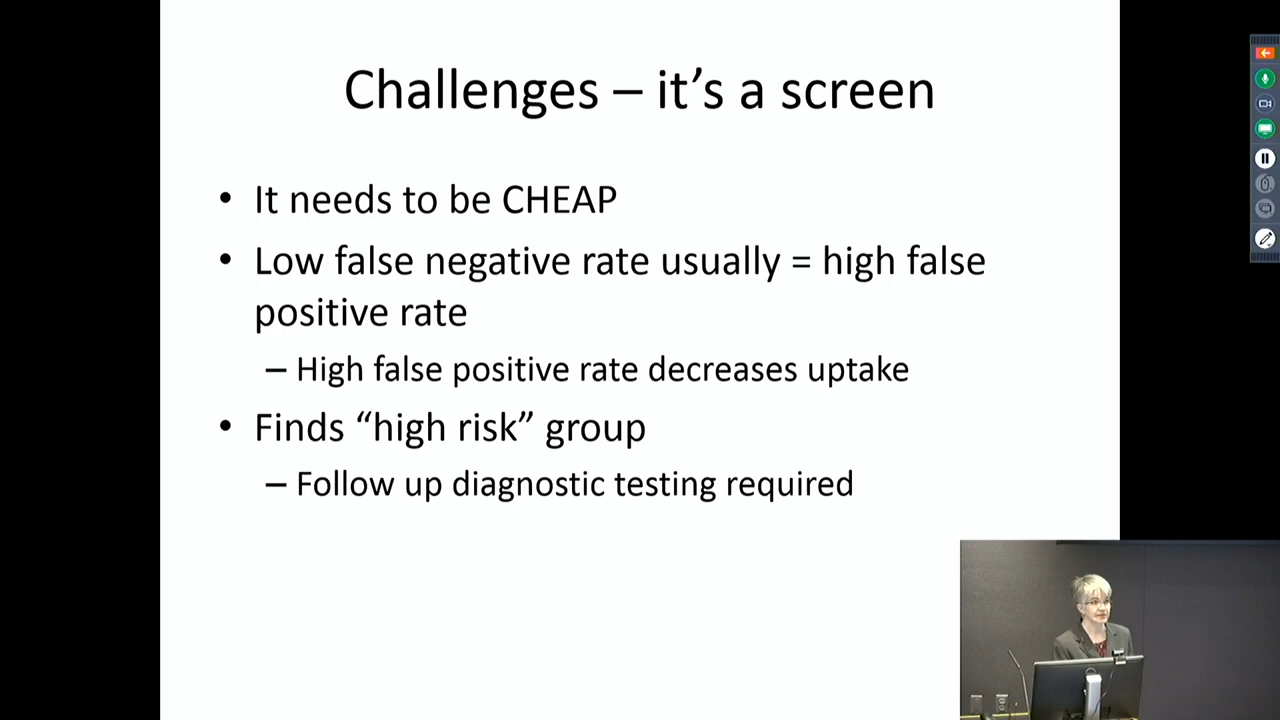 Challenges – it’s a screen
• It needs to be CHEAP
• Low false negative rate usually = high false
positive rate
– High false positive rate decreases uptake
• Finds “high risk” group
– Follow up diagnostic testing required